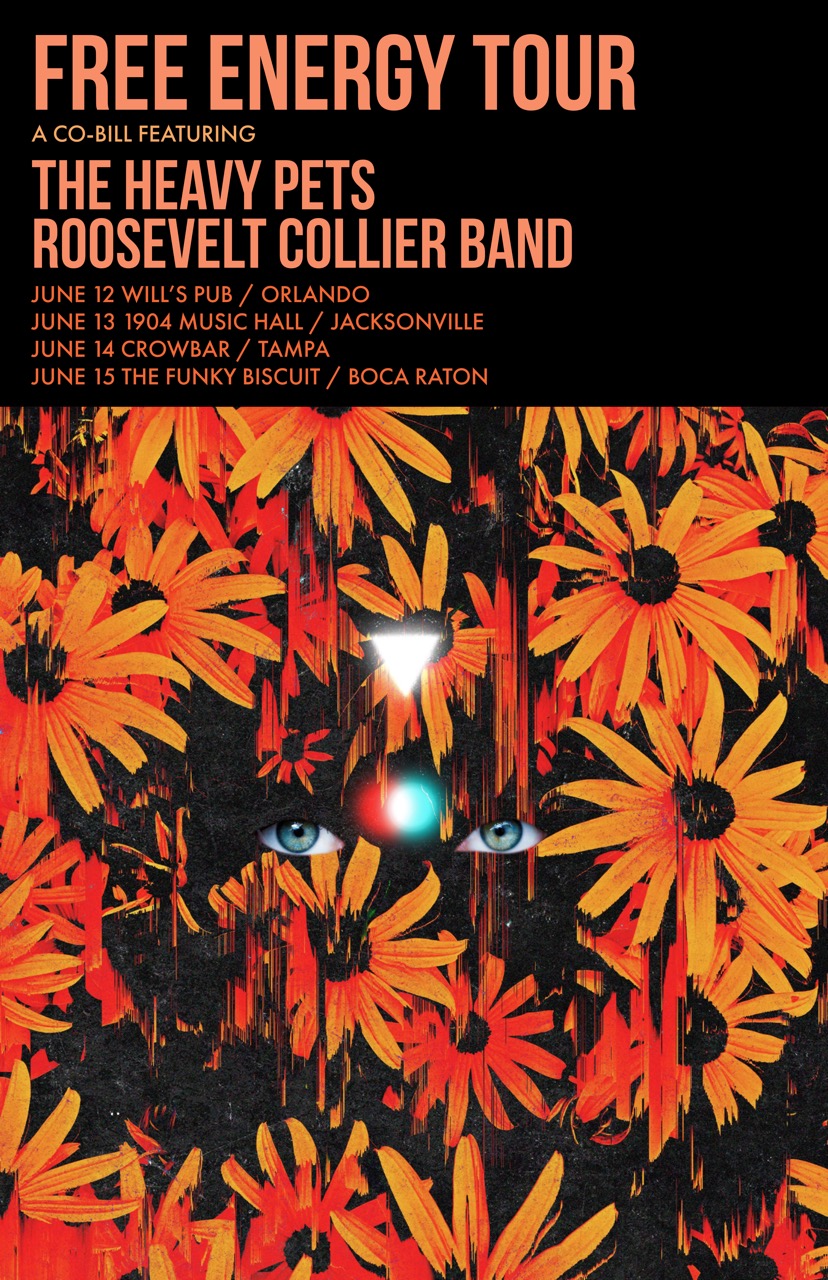 FREE ENERGY TOUR
A CO-BILL FEATURING
THE HEAVY PETS
ROOSEVELT COLLIER BAND
JUNE 12 WILL'S PUB / ORLANDO
JUNE 13 1904 MUSIC HALL / JACKSONVILLE
JUNE 14 CROWBAR / TAMPA
JUNE 15 THE FUNKY BISCUIT / BOCA RATON